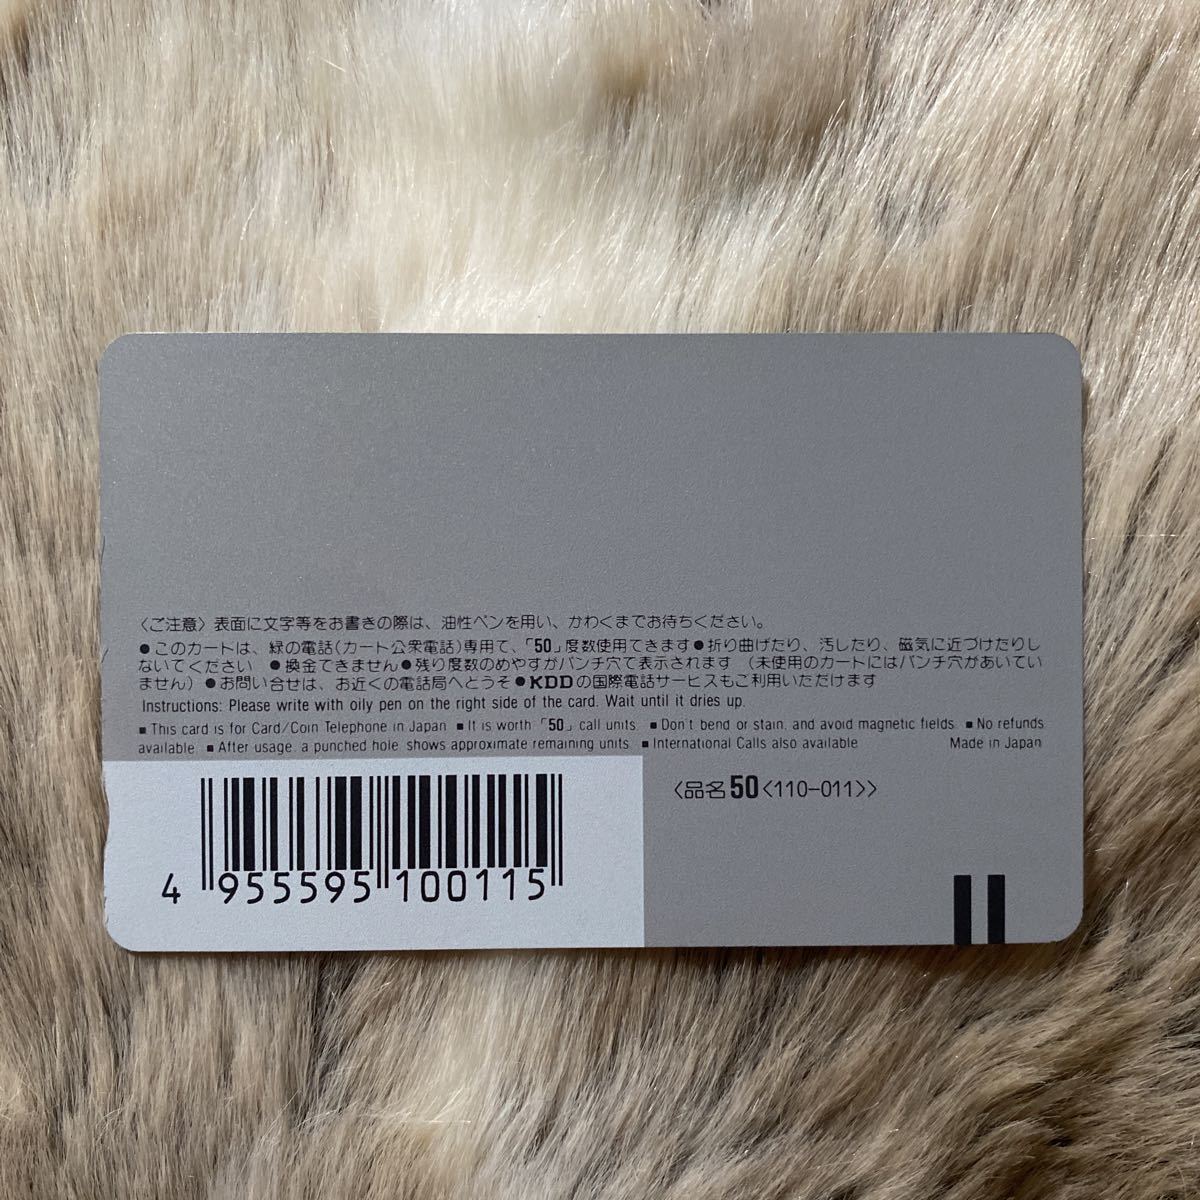 〈ご注意〉表面に文字等をお書きの際は、油性ペンを用い、かわくまでお待ちください。
●このカードは、緑の電話(カード公衆電話)専用で、「50」度数使用できます●折り曲げたり、汚したり、磁気に近づけたりし
ないでください ●換金できません●残り度数のめやすがパンチ穴で表示されます (未使用のカードにはパンチ穴があいてい
ません) ●お問い合せは、お近くの電話局へどうぞ●KDDの国際電話サービスもご利用いただけます
Instructions: Please write with oily pen on the right side of the card. Wait until it dries up.
■This card is for Card/Coin Telephone in Japan ■It is worth「50」call units. ■Don't bend or stain, and avoid magnetic fields. ■No refunds
available. ■After usage, a punched hole shows approximate remaining units. ■International Calls also available Made in Japan
〈品名50<110-011>〉
4 955595 100115